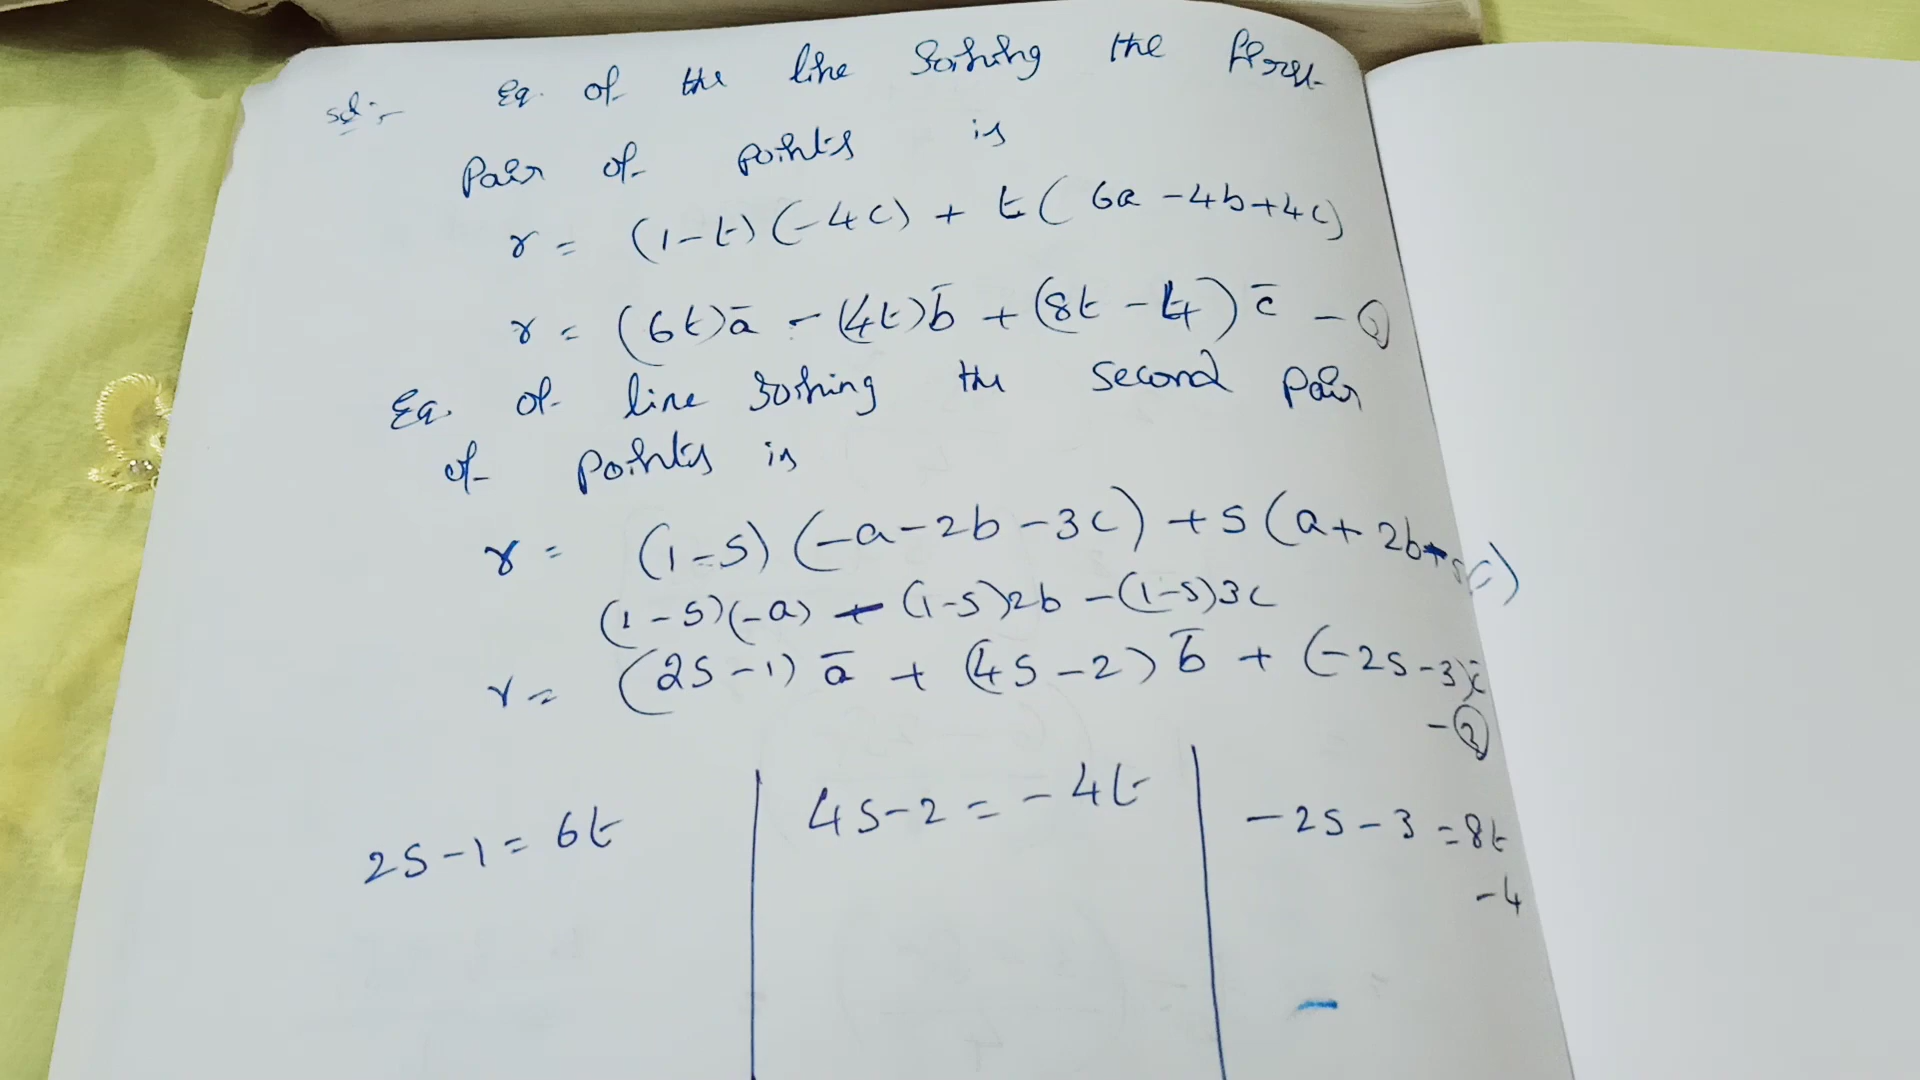 sol:- Eq. of the line Joining the first
Pair of points is
r = (1-t)(-4c) + t(6a-4b+4c)
r = (6t)a̅ - (4t)b̅ + (8t-4)c̅ -①
Eq. of line Joining the second pair
of points is
r = (1-s)(-a-2b-3c) + s(a+2b-5c)
(1-s)(-a) - (1-s)2b - (1-s)3c
r = (2s-1)a̅ + (4s-2)b̅ + (-2s-3)c̅
-②
2s-1 = 6t
4s-2 = -4t
-2s-3 = 8t
-4